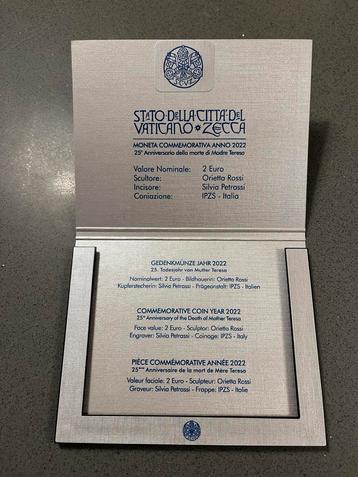 STATO·DELLA CITTA'·DEL
VATICANO ZECCA
MONETA COMMEMORATIVA ANNO 2022
25° Anniversario della morte di Madre Teresa
Valore Nominale: 2 Euro
Scultore: Orietta Rossi
Incisore: Silvia Petrassi
Coniazione: IPZS - Italia
GEDENKMÜNZE JAHR 2022
25. Todesjahr von Mutter Teresa
Nominalwert: 2 Euro - Bildhauerin: Orietta Rossi
Kupferstecherin: Silvia Petrassi - Prägeanstalt: IPZS - Italien
COMMEMORATIVE COIN YEAR 2022
25th Anniversary of the Death of Mother Teresa
Face value: 2 Euro - Sculptor: Orietta Rossi
Engraver: Silvia Petrassi - Coinage: IPZS - Italy
PIÈCE COMMÉMORATIVE ANNÉE 2022
25ème Anniversaire de la mort de Mère Teresa
Valeur faciale: 2 Euro - Sculpteur: Orietta Rossi
Graveur: Silvia Petrassi - Frappe: IPZS - Italie